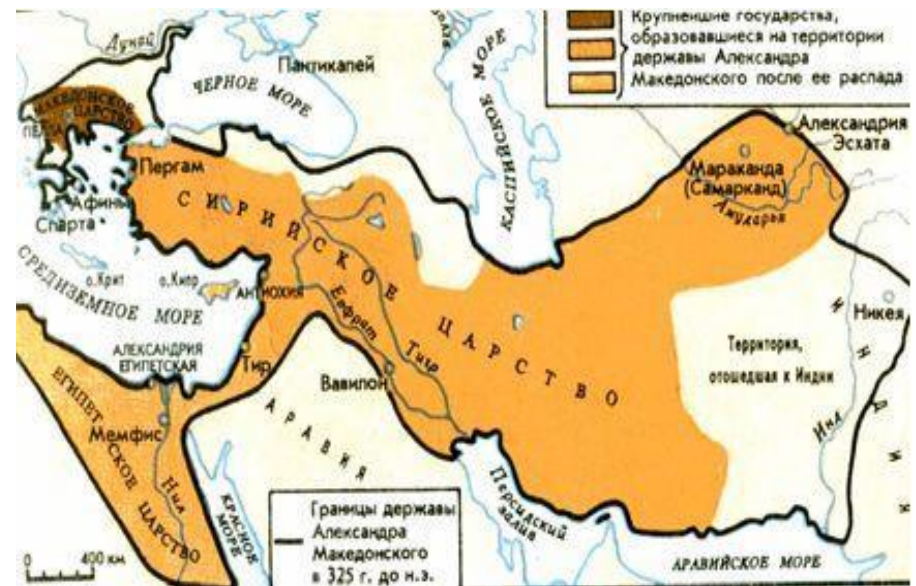 Крупнейшие государства,
образовавшиеся на территории
державы Александра
Македонского после ее распада
Дунай
Пантикапей
ЧЕРНОЕ МОРЕ
КАСПИЙСКОЕ МОРЕ
МАКЕДОНСКОЕ
ЦАРСТВО
ПЕЛЛА
Александрия
Эсхата
Мараканда
(Самарканд)
Амударья
Пергам
Афины
Спарта
СИРИЙСКОЕ
ЦАРСТВО
о.Крит
о.Кипр
СРЕДИЗЕМНОЕ МОРЕ
АНТИОХИЯ
Евфрат
Тигр
Никея
ИНДИЯ
Территория,
отошедшая к Индии
Инд
АЛЕКСАНДРИЯ
ЕГИПЕТСКАЯ
Тир
Вавилон
АРАВИЯ
Мемфис
ЕГИПЕТСКОЕ ЦАРСТВО
Нил
КРАСНОЕ
МОРЕ
Персидский
залив
АРАВИЙСКОЕ МОРЕ
Границы державы
Александра
Македонского
в 325 г. до н.э.
0 400 км